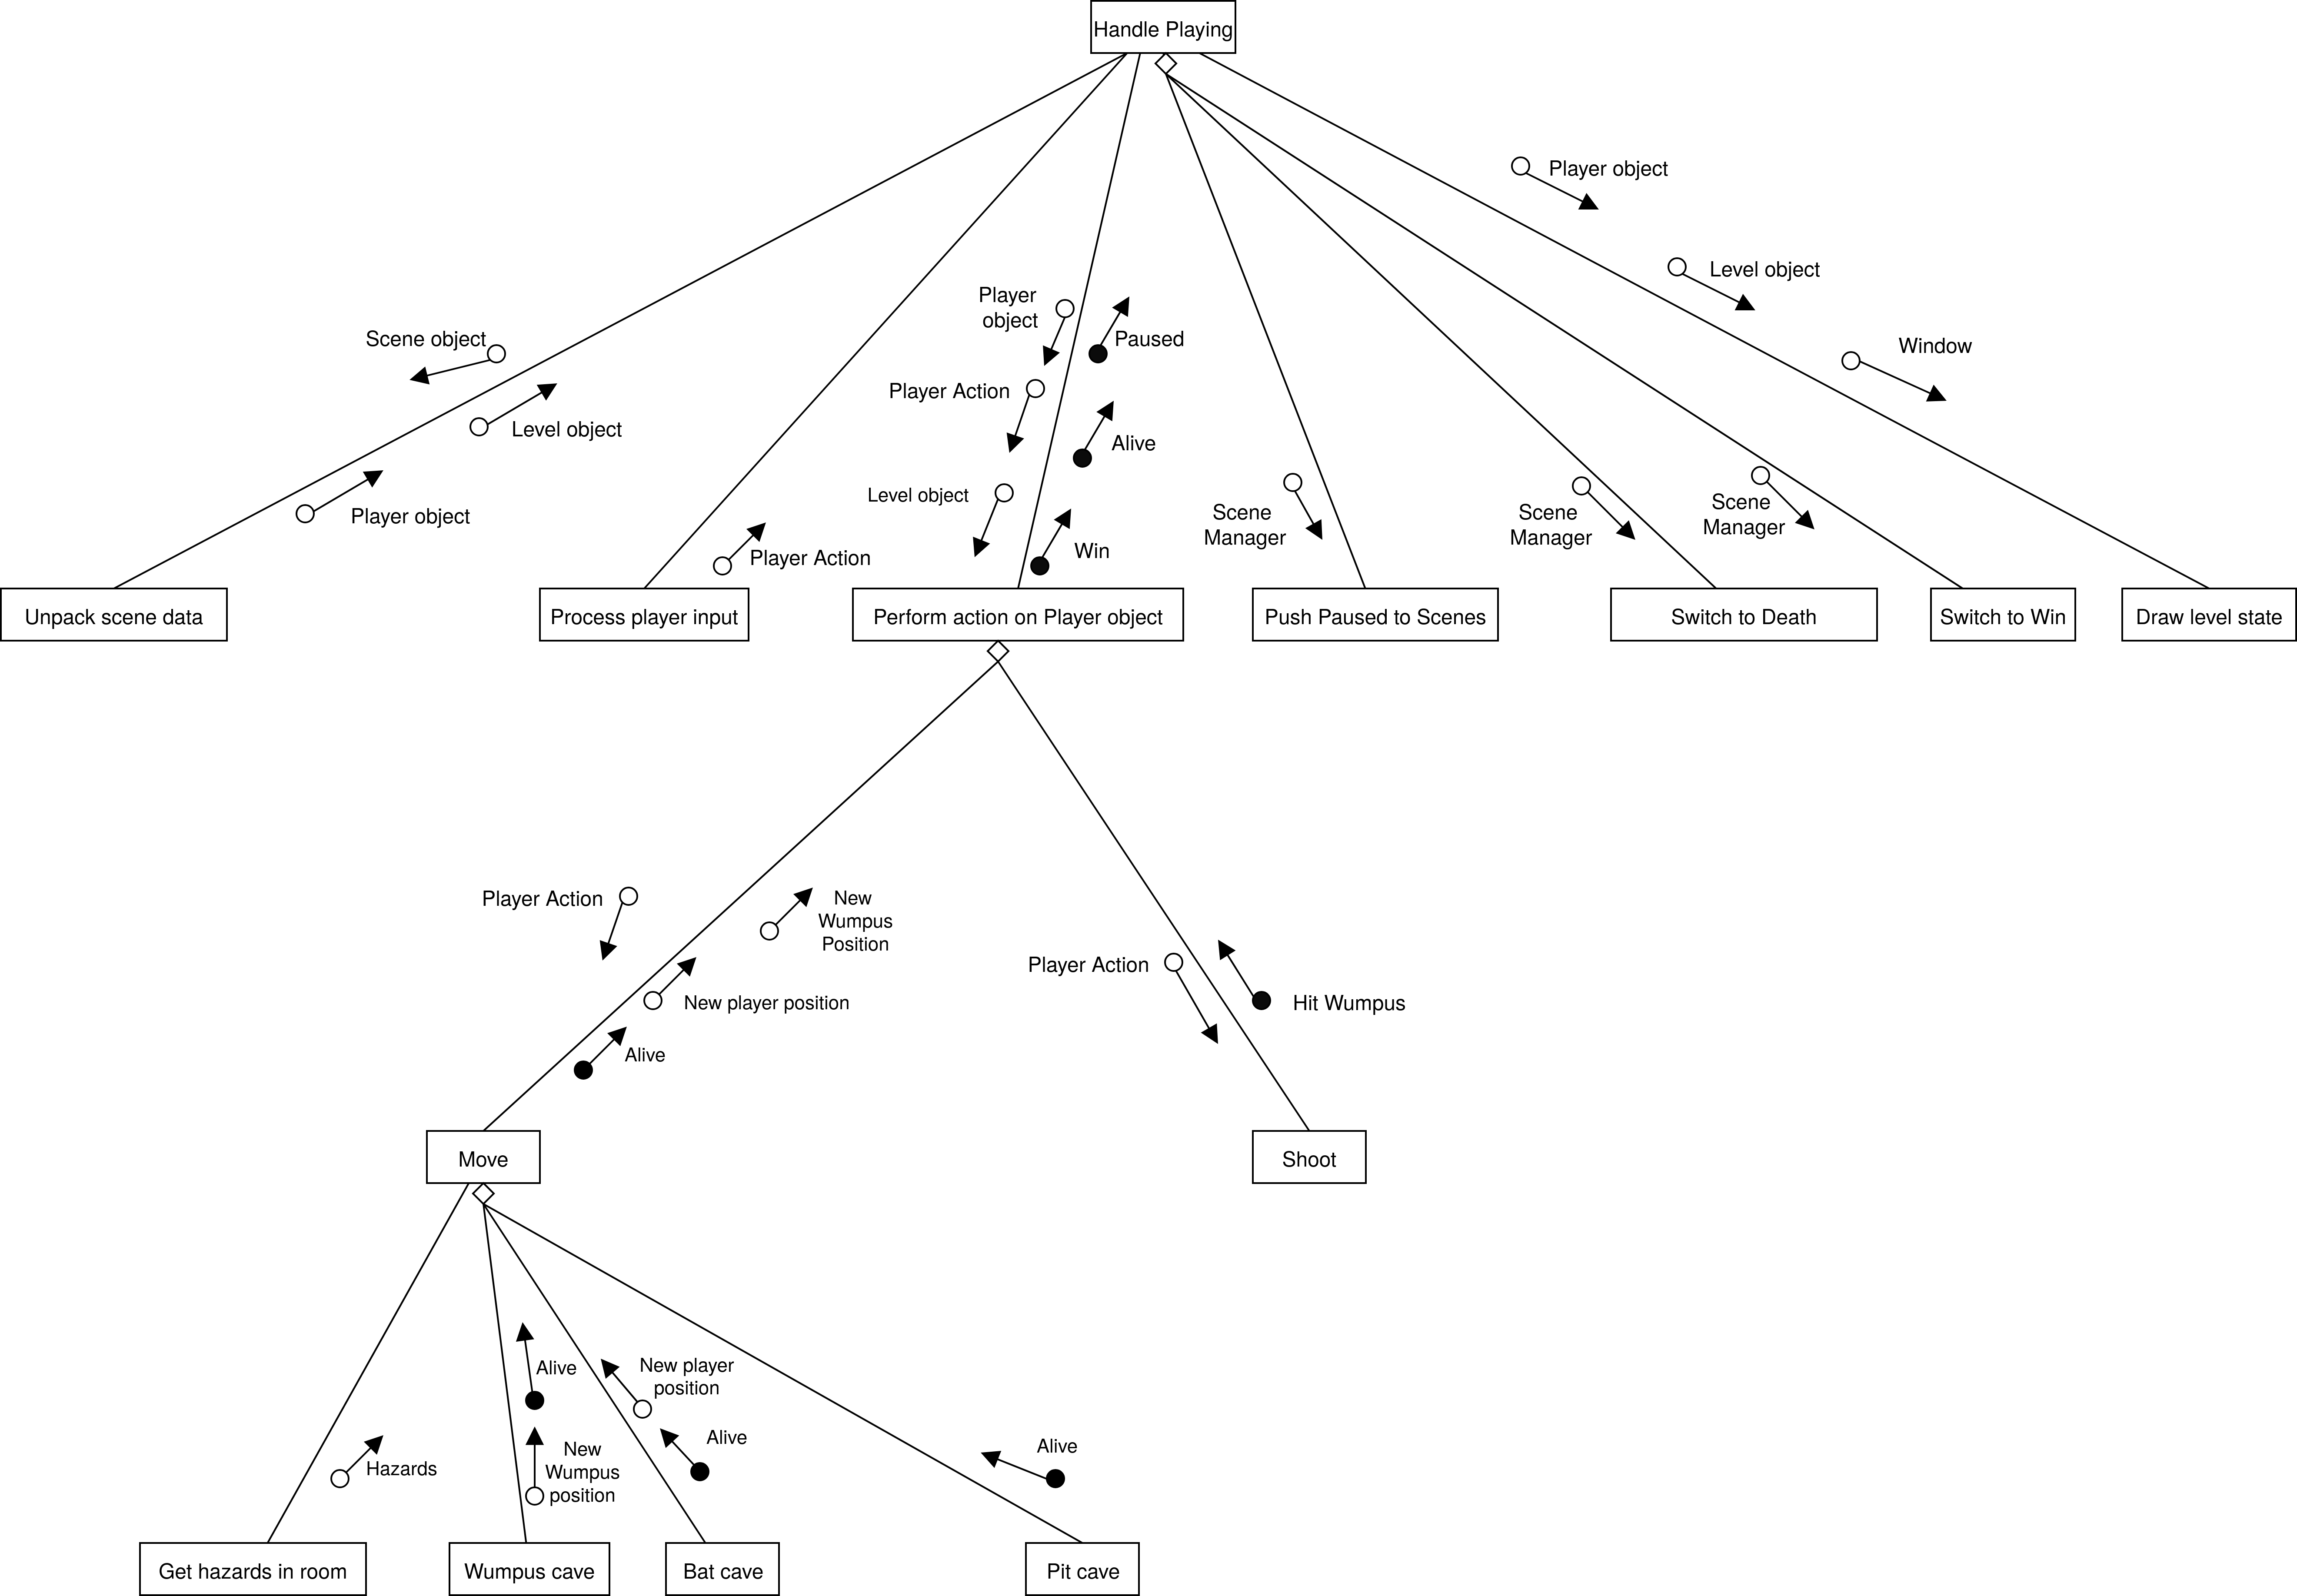 Handle Playing
Player object
Level object
Window
Player
object
Paused
Scene object
Player Action
Level object
Alive
Level object
Player object
Scene
Manager
Scene
Manager
Scene
Manager
Win
Player Action
Unpack scene data
Process player input
Perform action on Player object
Push Paused to Scenes
Switch to Death
Switch to Win
Draw level state
Player Action
New
Wumpus
Position
Player Action
New player position
Hit Wumpus
Alive
Move
Shoot
Alive
New player
position
Alive
Alive
Hazards
New
Wumpus
position
Get hazards in room
Wumpus cave
Bat cave
Pit cave